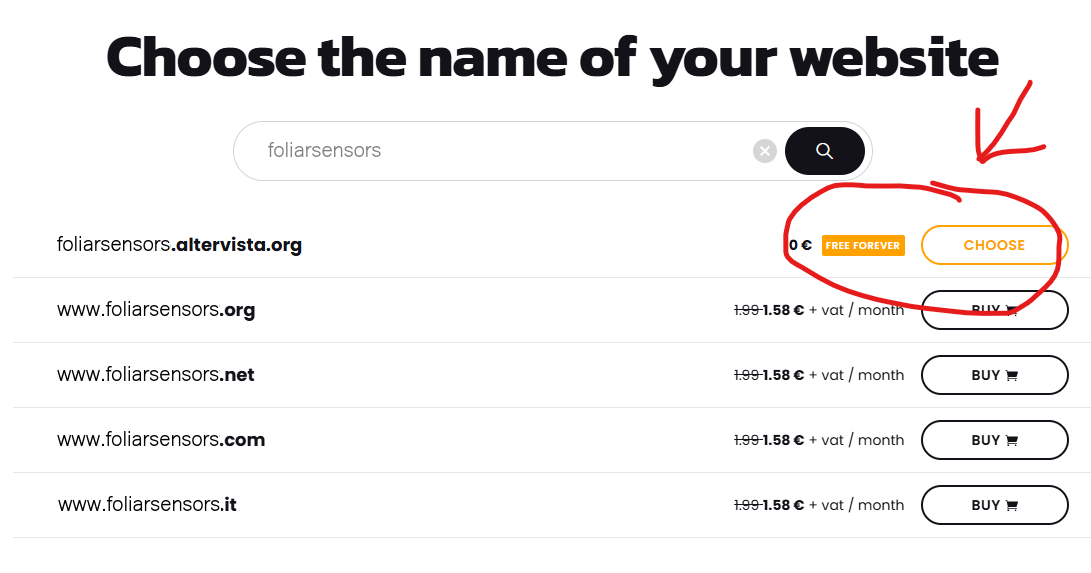 Choose the name of your website
foliarsensors
foliarsensors.altervista.org 0 € FREE FOREVER CHOOSE
www.foliarsensors.org 1.99 1.58 € + vat / month BUY
www.foliarsensors.net 1.99 1.58 € + vat / month BUY
www.foliarsensors.com 1.99 1.58 € + vat / month BUY
www.foliarsensors.it 1.99 1.58 € + vat / month BUY